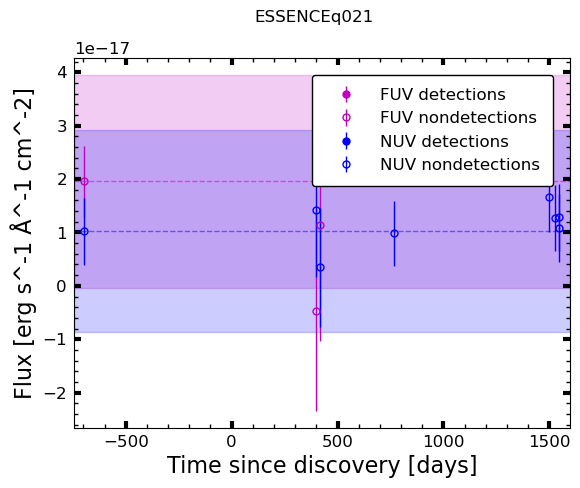 ESSENCEq021
1e−17
4
3
2
1
0
−1
−2
Flux [erg s^-1 Å^-1 cm^-2]
FUV detections
FUV nondetections
NUV detections
NUV nondetections
−500
0
500
1000
1500
Time since discovery [days]